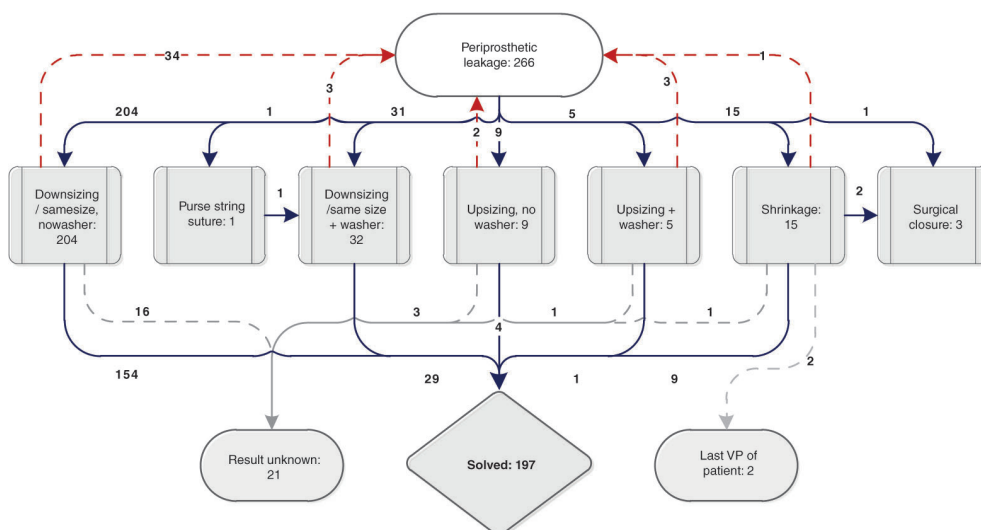 Periprosthetic
leakage: 266
34
1
3
3
204
1
31
2
9
5
15
1
Downsizing
/ samesize,
nowasher:
204
Purse string
suture: 1
1
Downsizing
/same size
+ washer:
32
Upsizing, no
washer: 9
Upsizing +
washer: 5
Shrinkage:
15
2
Surgical
closure: 3
16
3
1
1
4
2
154
29
1
9
Result unknown:
21
Solved: 197
Last VP of
patient: 2